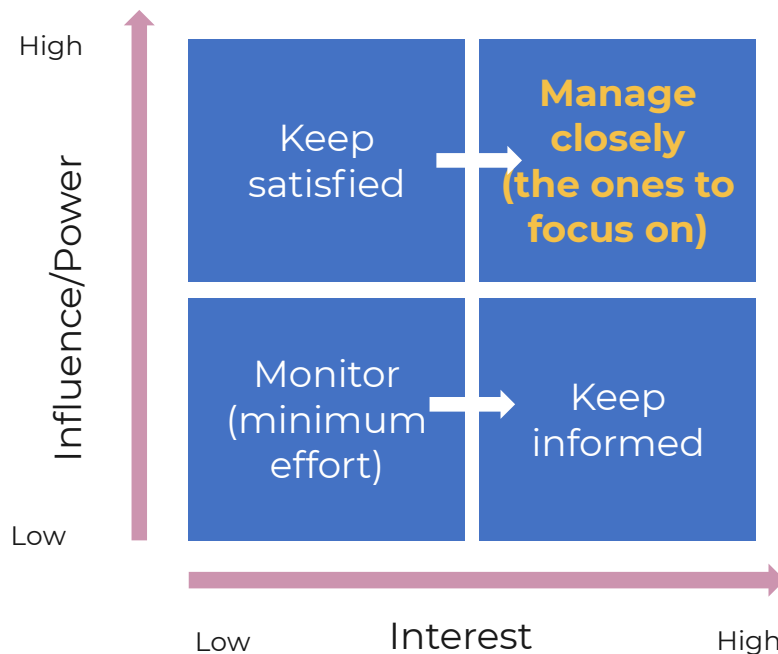 High
Keep
satisfied
Manage
closely
(the ones to
focus on)
Influence/Power
Monitor
(minimum
effort)
Keep
informed
Low
Low
Interest
High